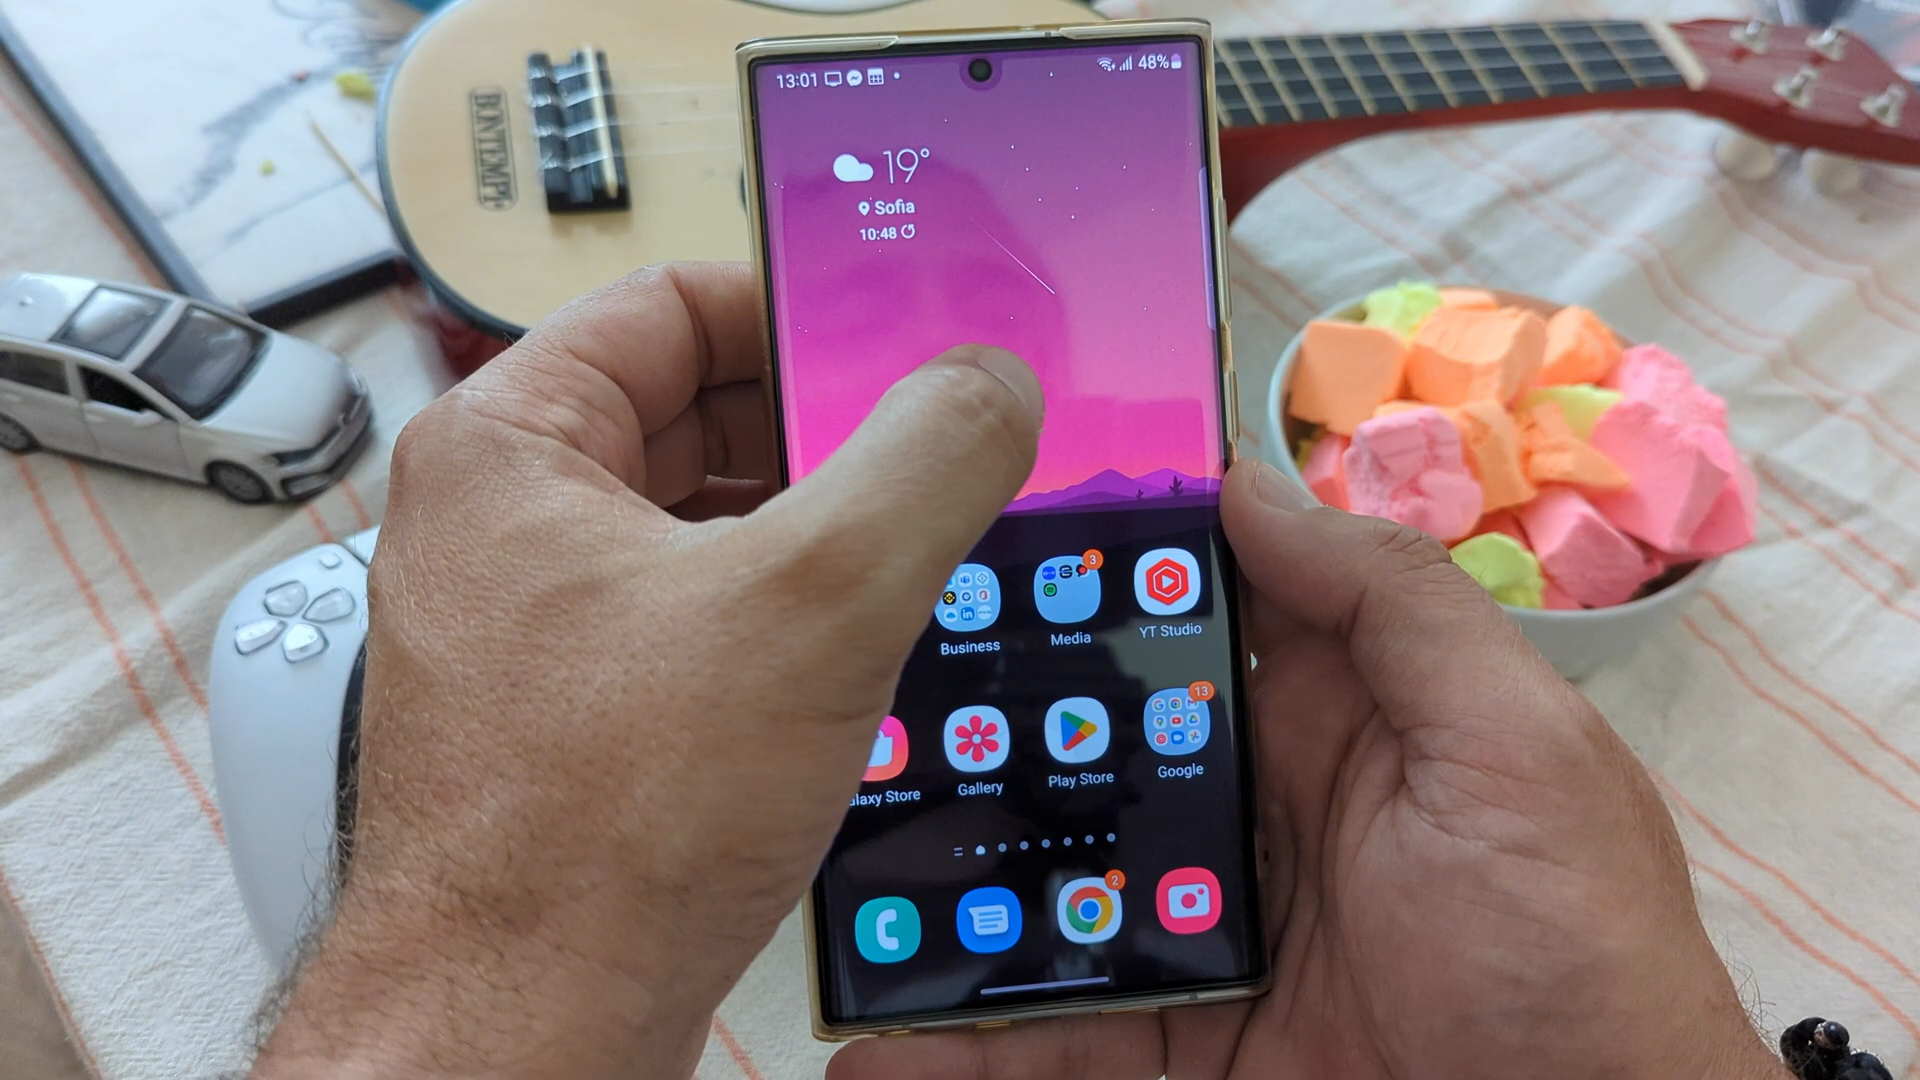 13:01
48%
19°
Sofia
10:48
BONTEMPI
3
Business
Media
YT Studio
13
alaxy Store
Gallery
Play Store
Google
2